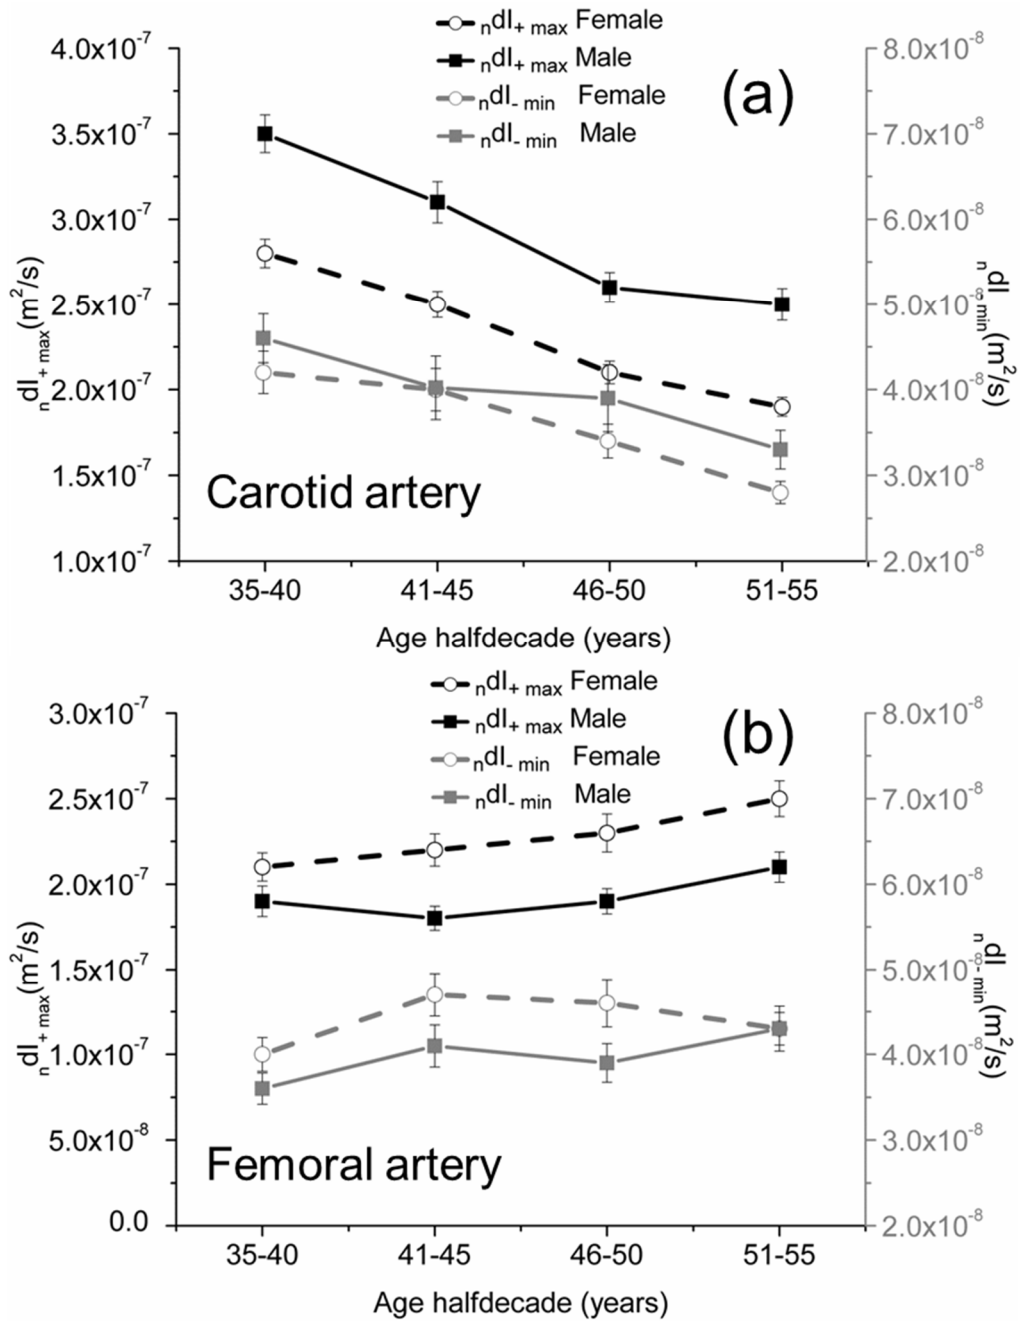 ndI+ max Female
ndI+ max Male
ndI- min Female
ndI- min Male
(a)
4.0x10-7
3.5x10-7
3.0x10-7
2.5x10-7
2.0x10-7
1.5x10-7
1.0x10-7
ndI+ max(m2/s)
8.0x10-8
7.0x10-8
6.0x10-8
5.0x10-8
4.0x10-8
3.0x10-8
2.0x10-8
ndI- min(m2/s)
Carotid artery
35-40 41-45 46-50 51-55
Age halfdecade (years)
ndI+ max Female
ndI+ max Male
ndI- min Female
ndI- min Male
(b)
3.0x10-7
2.5x10-7
2.0x10-7
1.5x10-7
1.0x10-7
5.0x10-8
0.0
ndI+ max(m2/s)
8.0x10-8
7.0x10-8
6.0x10-8
5.0x10-8
4.0x10-8
3.0x10-8
2.0x10-8
ndI- min(m2/s)
Femoral artery
35-40 41-45 46-50 51-55
Age halfdecade (years)